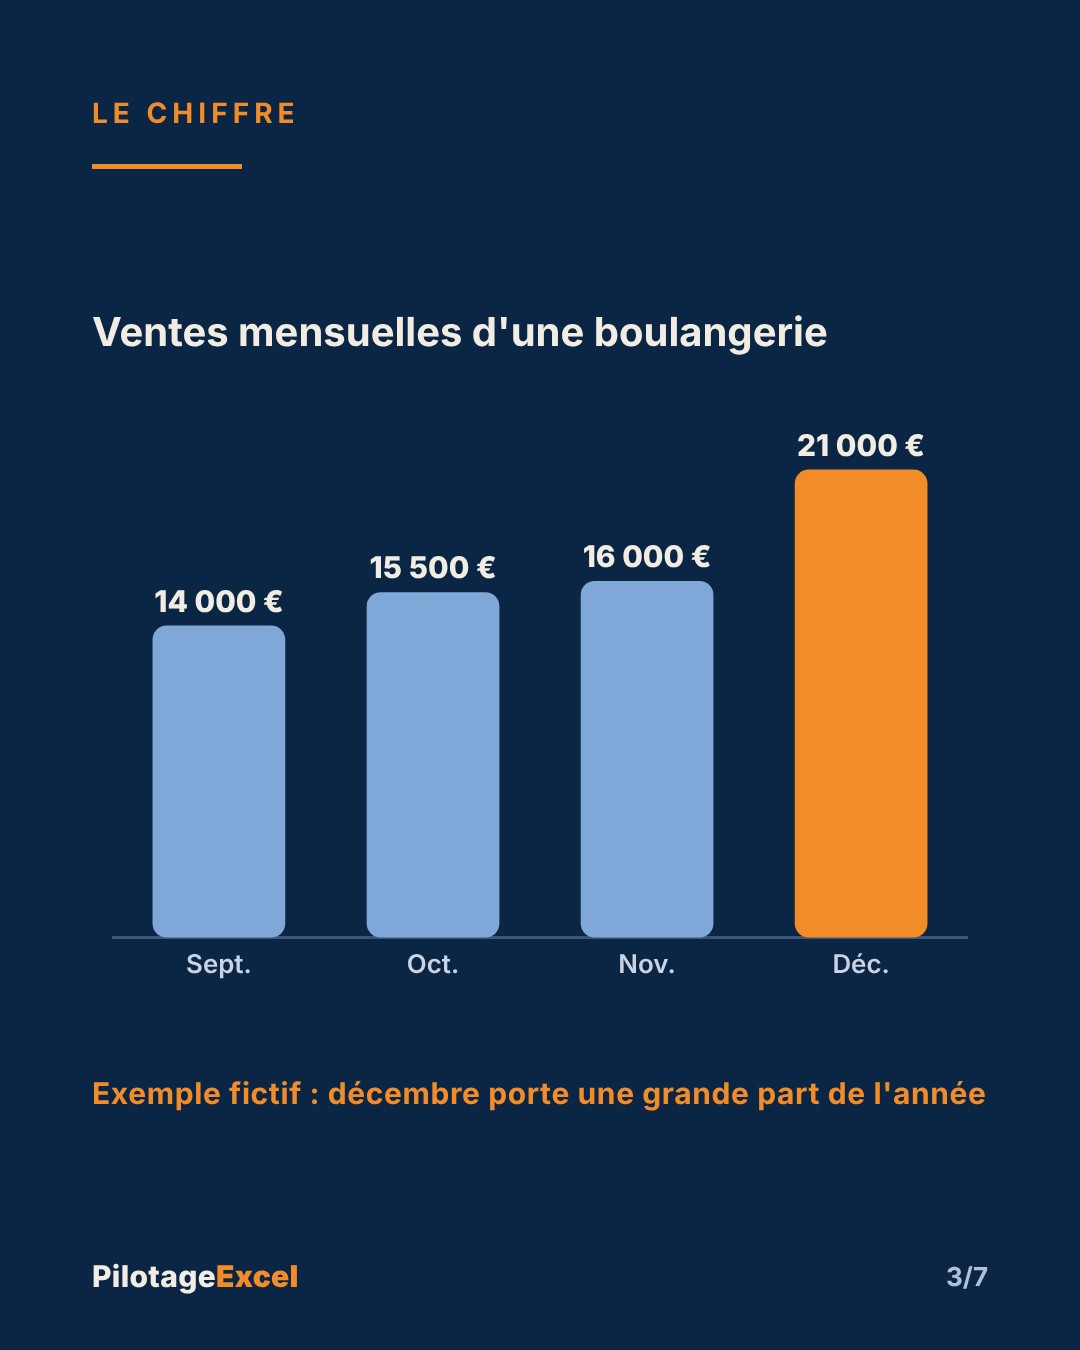 LE CHIFFRE
Ventes mensuelles d'une boulangerie
21 000 €
16 000 €
15 500 €
14 000 €
Sept. Oct. Nov. Déc.
Exemple fictif : décembre porte une grande part de l'année
PilotageExcel 3/7